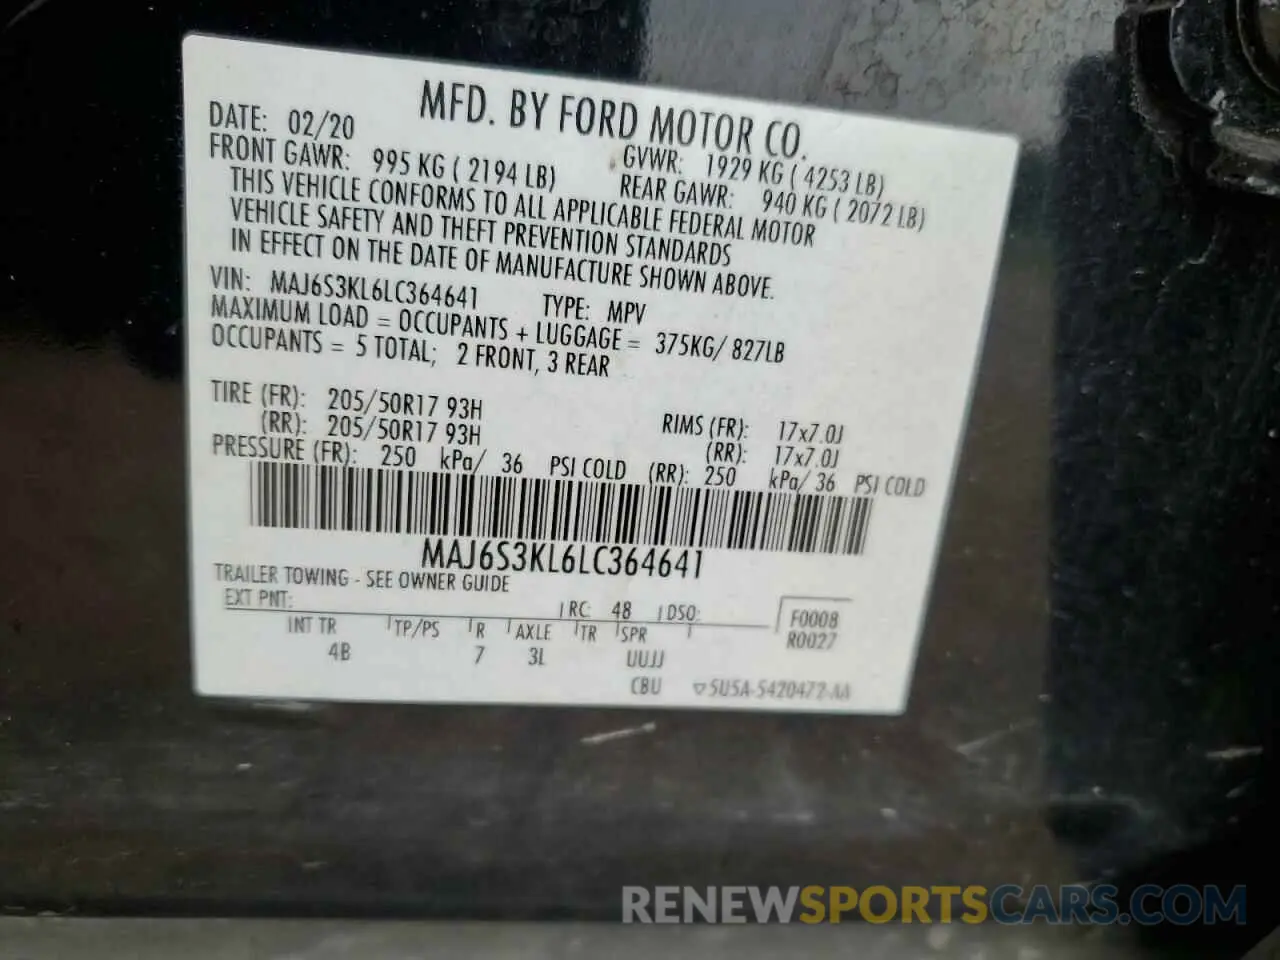 MFD. BY FORD MOTOR CO.
DATE: 02/20 GVWR: 1929 KG ( 4253 LB)
FRONT GAWR: 995 KG ( 2194 LB) REAR GAWR: 940 KG ( 2072 LB)
THIS VEHICLE CONFORMS TO ALL APPLICABLE FEDERAL MOTOR
VEHICLE SAFETY AND THEFT PREVENTION STANDARDS
IN EFFECT ON THE DATE OF MANUFACTURE SHOWN ABOVE.
VIN: MAJ6S3KL6LC364641 TYPE: MPV
MAXIMUM LOAD = OCCUPANTS + LUGGAGE = 375KG/ 827LB
OCCUPANTS = 5 TOTAL; 2 FRONT, 3 REAR
TIRE (FR): 205/50R17 93H RIMS (FR): 17x7.0J
(RR): 205/50R17 93H (RR): 17x7.0J
PRESSURE (FR): 250 kPa/ 36 PSI COLD (RR): 250 kPa/ 36 PSI COLD
MAJ6S3KL6LC364641
TRAILER TOWING - SEE OWNER GUIDE
EXT PNT: RC: 48 DSO: F0008
R0027
INT TR TP/PS R AXLE TR SPR
4B 7 3L UUJJ
CBU 5U5A-5420472-AA
RENEWSPORTSCARS.COM